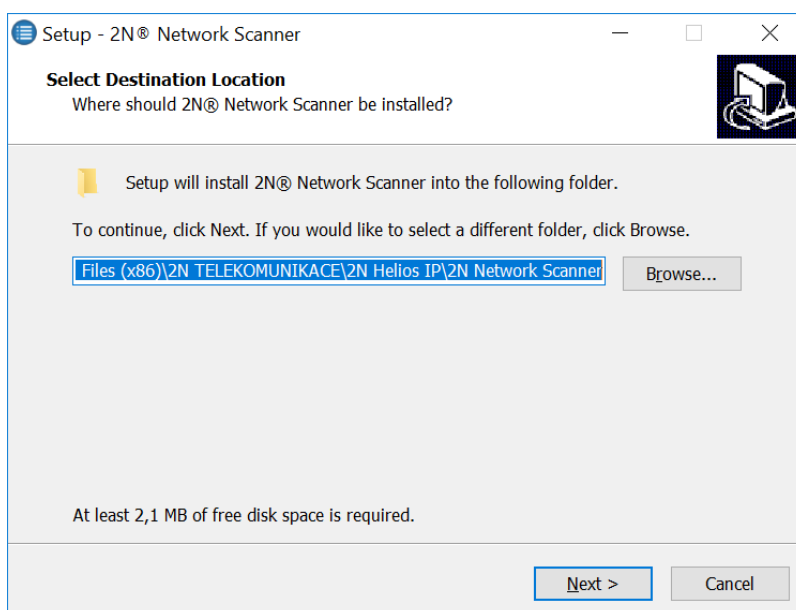 Setup - 2N® Network Scanner
Select Destination Location
Where should 2N® Network Scanner be installed?
Setup will install 2N® Network Scanner into the following folder.
To continue, click Next. If you would like to select a different folder, click Browse.
Files (x86)\2N TELEKOMUNIKACE\2N Helios IP\2N Network Scanner
Browse...
At least 2,1 MB of free disk space is required.
Next >
Cancel